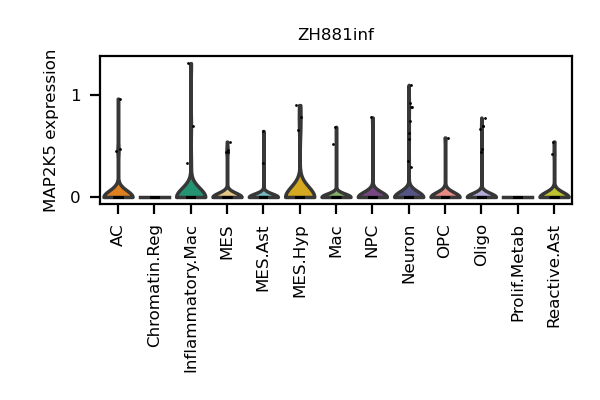 ZH881inf
MAP2K5 expression
1
0
AC
Chromatin.Reg
Inflammatory.Mac
MES
MES.Ast
MES.Hyp
Mac
NPC
Neuron
OPC
Oligo
Prolif.Metab
Reactive.Ast